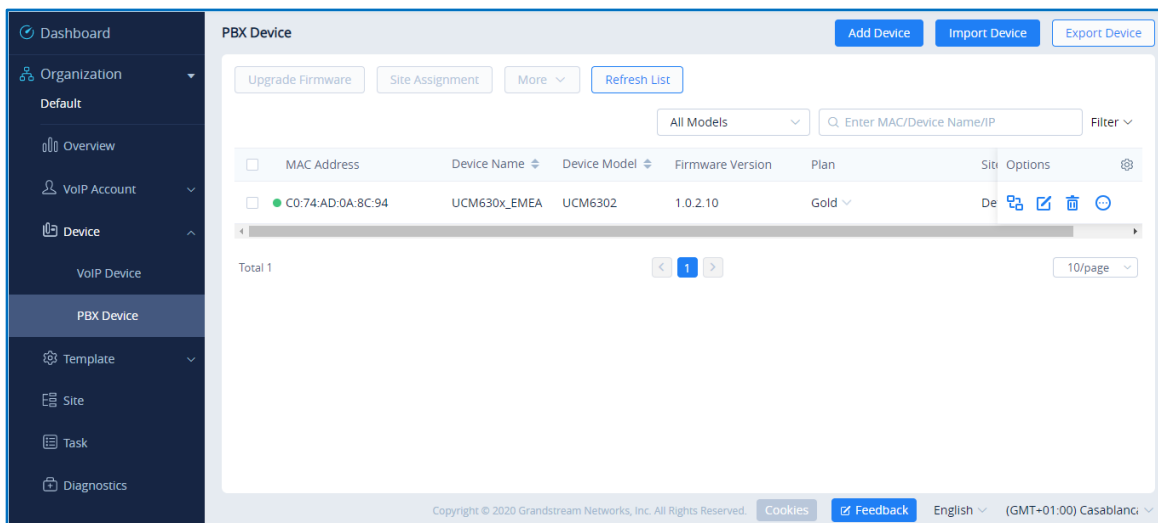 Dashboard
Organization
Default
Overview
VoIP Account
Device
VoIP Device
PBX Device
Template
Site
Task
Diagnostics
PBX Device
Add Device
Import Device
Export Device
Upgrade Firmware
Site Assignment
More
Refresh List
All Models
Enter MAC/Device Name/IP
Filter
MAC Address Device Name Device Model Firmware Version Plan Sit Options
C0:74:AD:0A:8C:94 UCM630x_EMEA UCM6302 1.0.2.10 Gold De
Total 1
1
10/page
Copyright © 2020 Grandstream Networks, Inc. All Rights Reserved.
Cookies
Feedback
English
(GMT+01:00) Casablanca